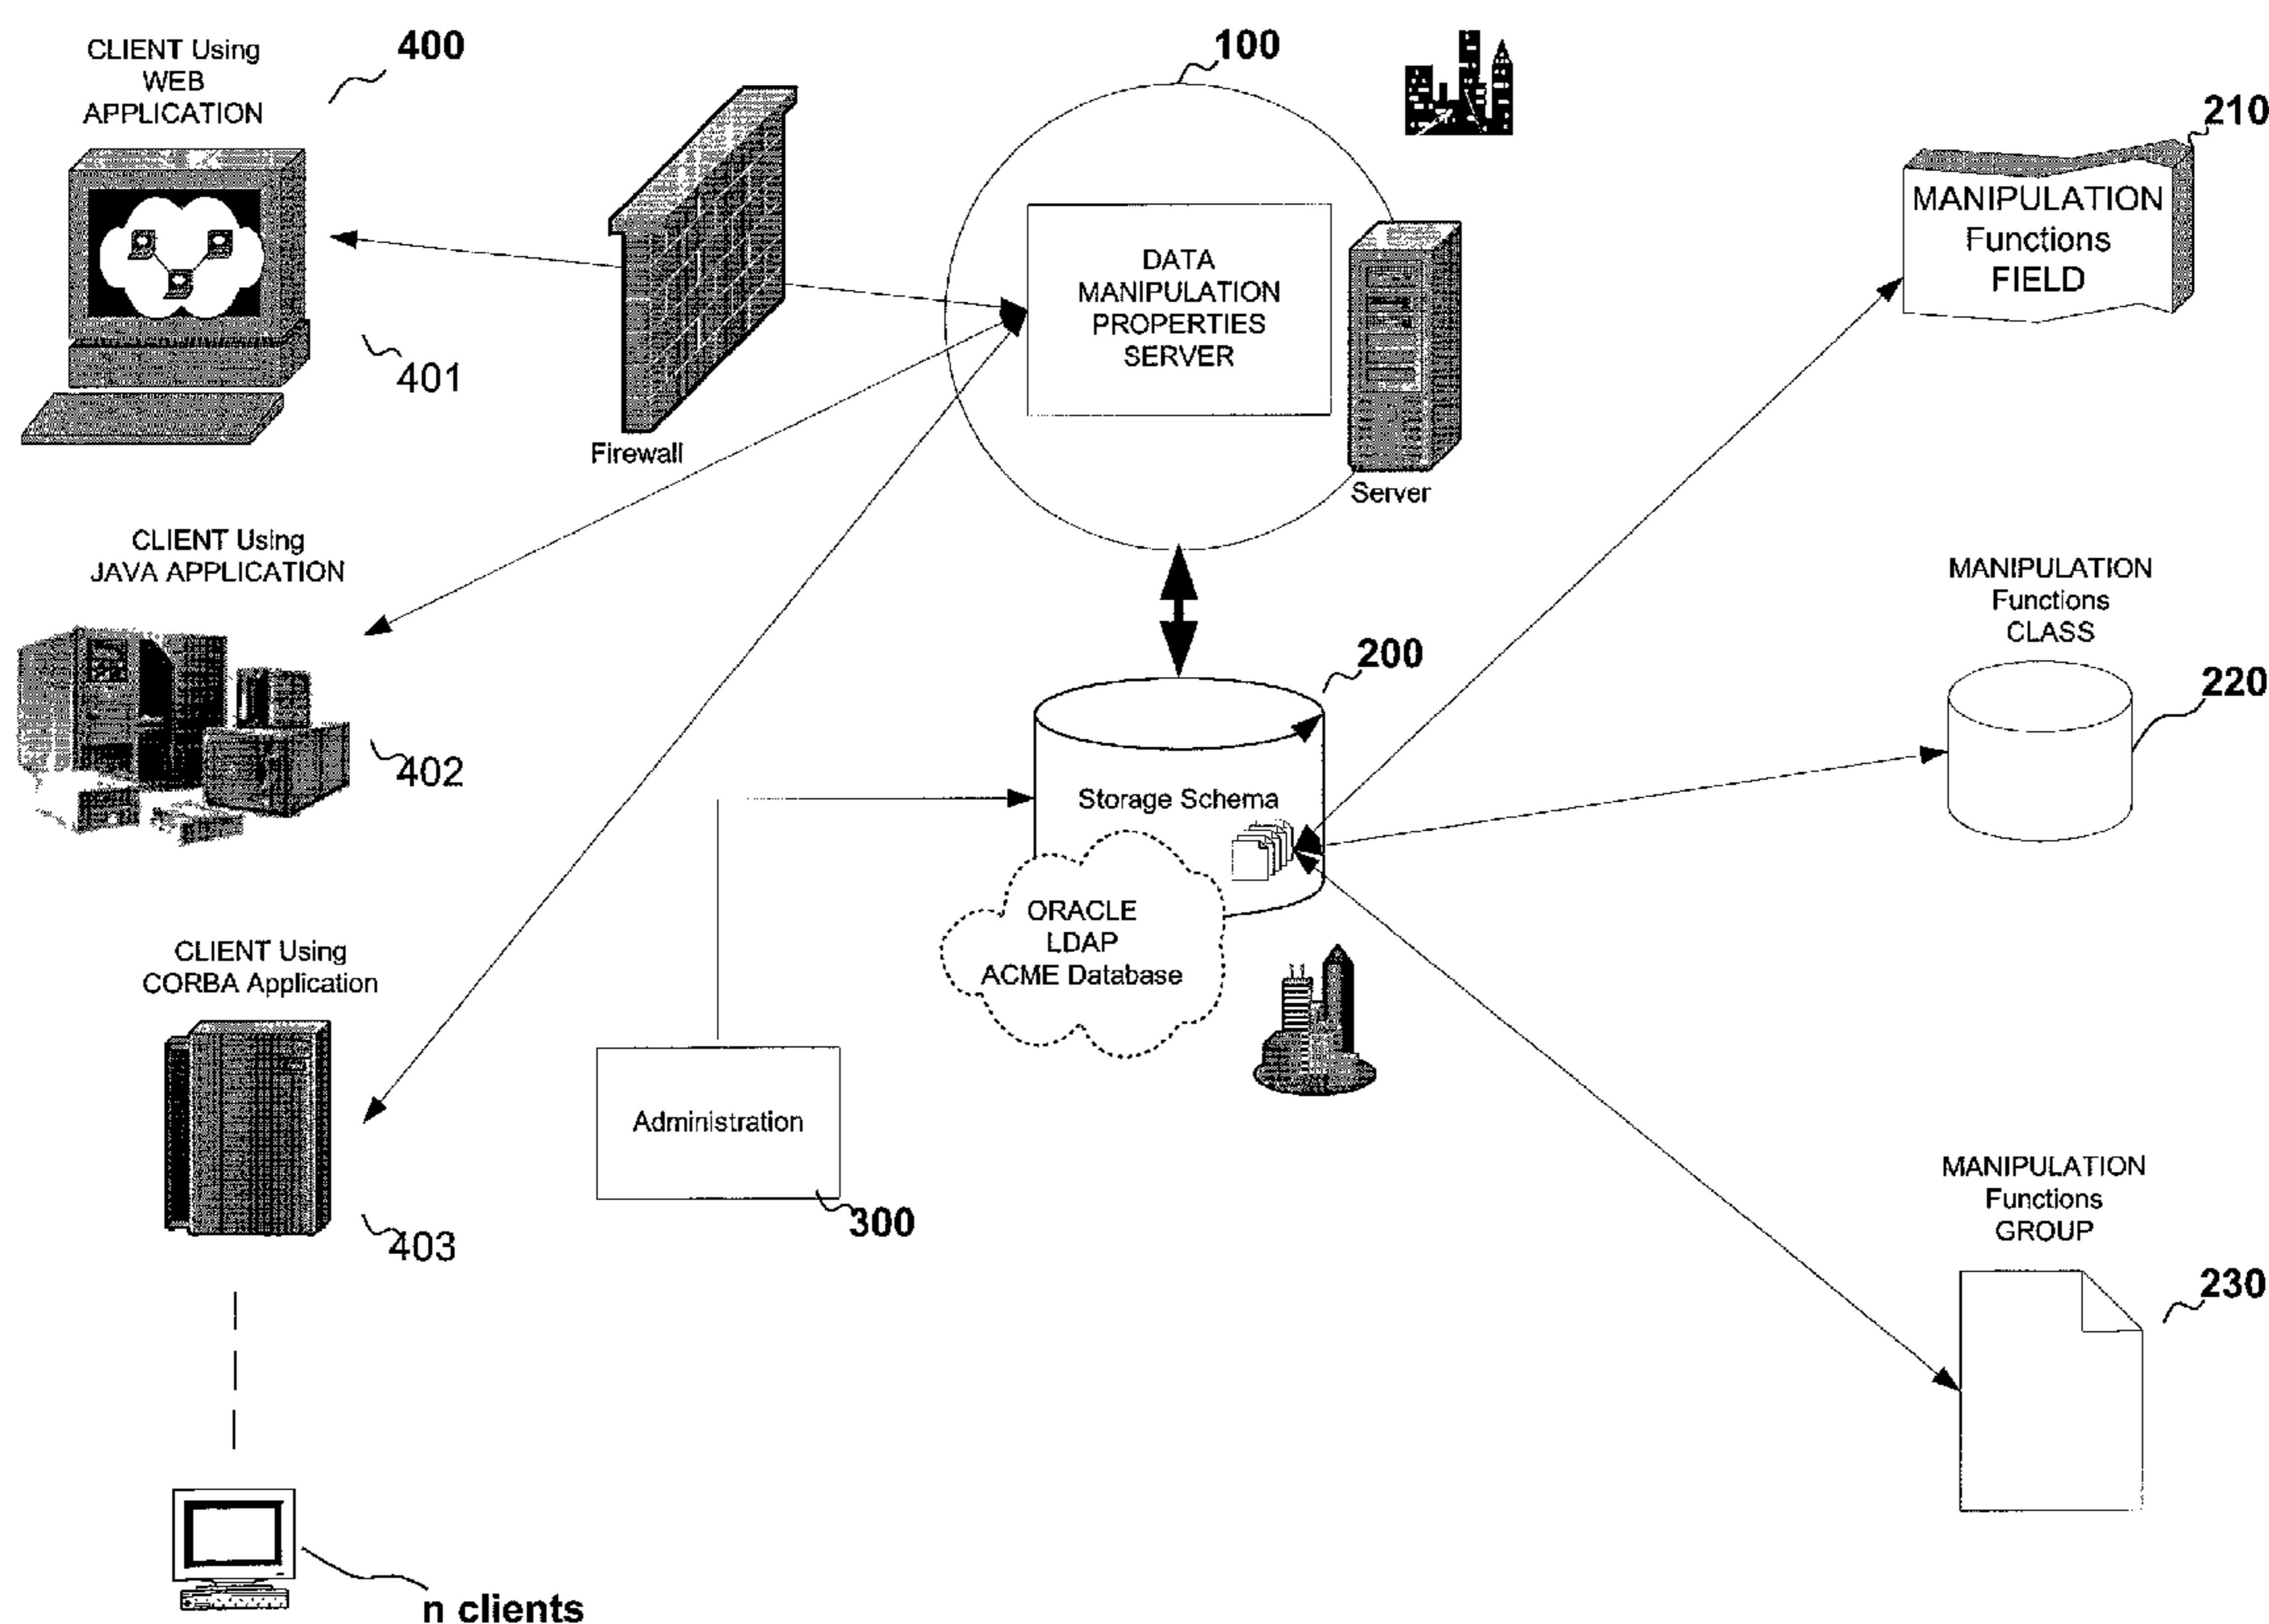 CLIENT Using
WEB
APPLICATION
400
401
Firewall
100
DATA
MANIPULATION
PROPERTIES
SERVER
Server
210
MANIPULATION
Functions
FIELD
CLIENT Using
JAVA APPLICATION
402
200
Storage Schema
ORACLE
LDAP
ACME Database
MANIPULATION
Functions
CLASS
220
CLIENT Using
CORBA Application
403
Administration
300
MANIPULATION
Functions
GROUP
230
n clients